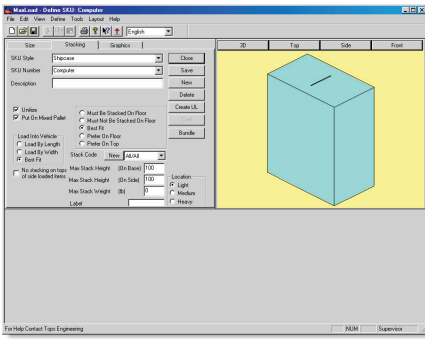 MaxLoad - Define SKU: Computer
File Edit View Define Tools Layout Help
English
Size Stacking Graphics
3D Top Side Front
SKU Style Shipcase
SKU Number Computer
Description
Close
Save
New
Delete
Create UL
Grid
Bundle
Unitize
Put On Mixed Pallet
Must Be Stacked On Floor
Must Not Be Stacked On Floor
Best Fit
Prefer On Floor
Prefer On Top
Load Into Vehicle
Load By Length
Load By Width
Best Fit
Stack Code New All/All
No stacking on tops
of side loaded items
Max Stack Height (On Base) 100
Max Stack Height (On Side) 100
Max Stack Weight (lb) 0
Label
Location
Light
Medium
Heavy
For Help Contact Tops Engineering
NUM Supervisor